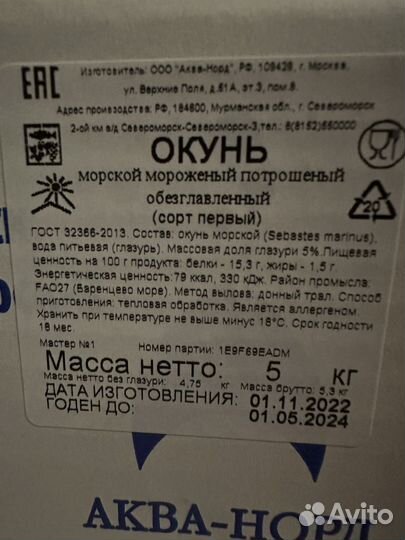 EAC
Изготовитель: ООО "Аква-Норд", РФ, 109429, г. Москва,
ул. Верхние Поля, д.51А, эт.3, пом.8.
Адрес производства: РФ, 184600, Мурманская обл., г. Североморск
2-ой км в/д Североморск-Североморск-3,тел.: 8(8152)550000
ОКУНЬ
морской мороженый потрошеный
обезглавленный
(сорт первый)
20
ГОСТ 32366-2013. Состав: окунь морской (Sebastes marinus),
вода питьевая (глазурь). Массовая доля глазури 5%.Пищевая
ценность на 100 г продукта: белки - 15,3 г, жиры - 1,5 г.
Энергетическая ценность:79 ккал, 330 кДж. Район промысла:
FAO27 (Баренцево море). Метод вылова: донный трал. Способ
приготовления: тепловая обработка. Является аллергеном.
Хранить при температуре не выше минус 18°С. Срок годности
18 мес.
Мастер №1 Номер партии: 1E9F69EADM
Масса нетто: 5 кг
Масса нетто без глазури: 4,75 кг Масса брутто: 5,3 кг
ДАТА ИЗГОТОВЛЕНИЯ: 01.11.2022
ГОДЕН ДО: 01.05.2024
АКВА-НОРД
Avito